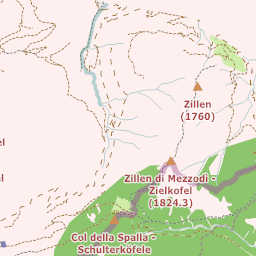 Zillen
(1760)
Zillen di Mezzodì -
Zielkofel
(1824.3)
Col della Spalla -
Schulterköfele